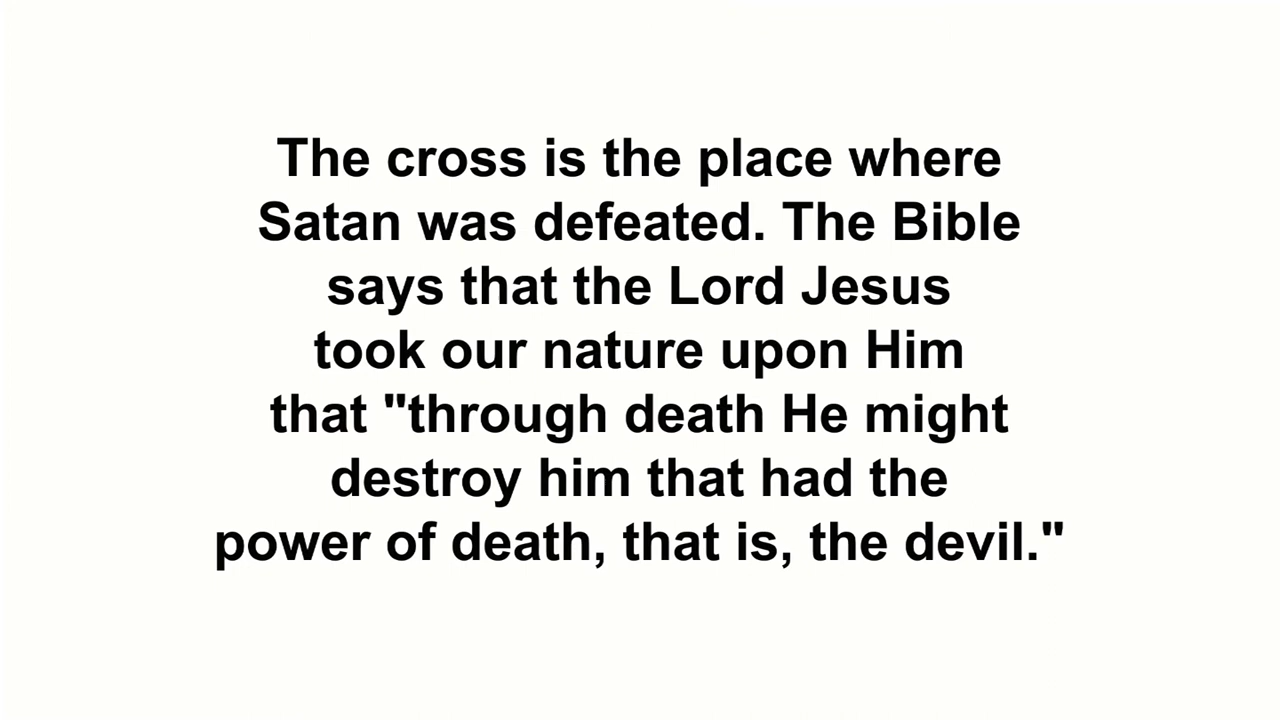 The cross is the place where
Satan was defeated. The Bible
says that the Lord Jesus
took our nature upon Him
that "through death He might
destroy him that had the
power of death, that is, the devil."